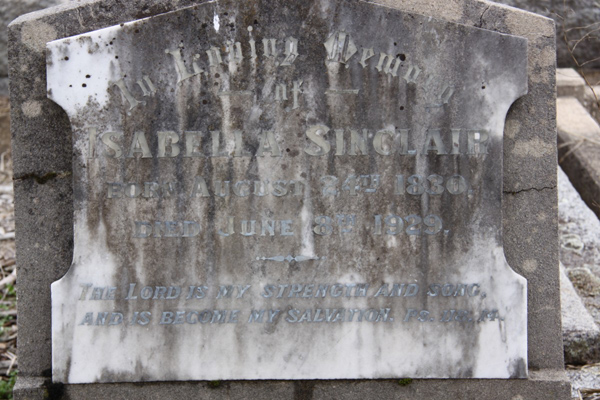 In Loving Memory
of
Isabella Sinclair
Born August 24th 1880.
Died June 1929.
The Lord is my strength and song,
and is become my Salvation. Ps.